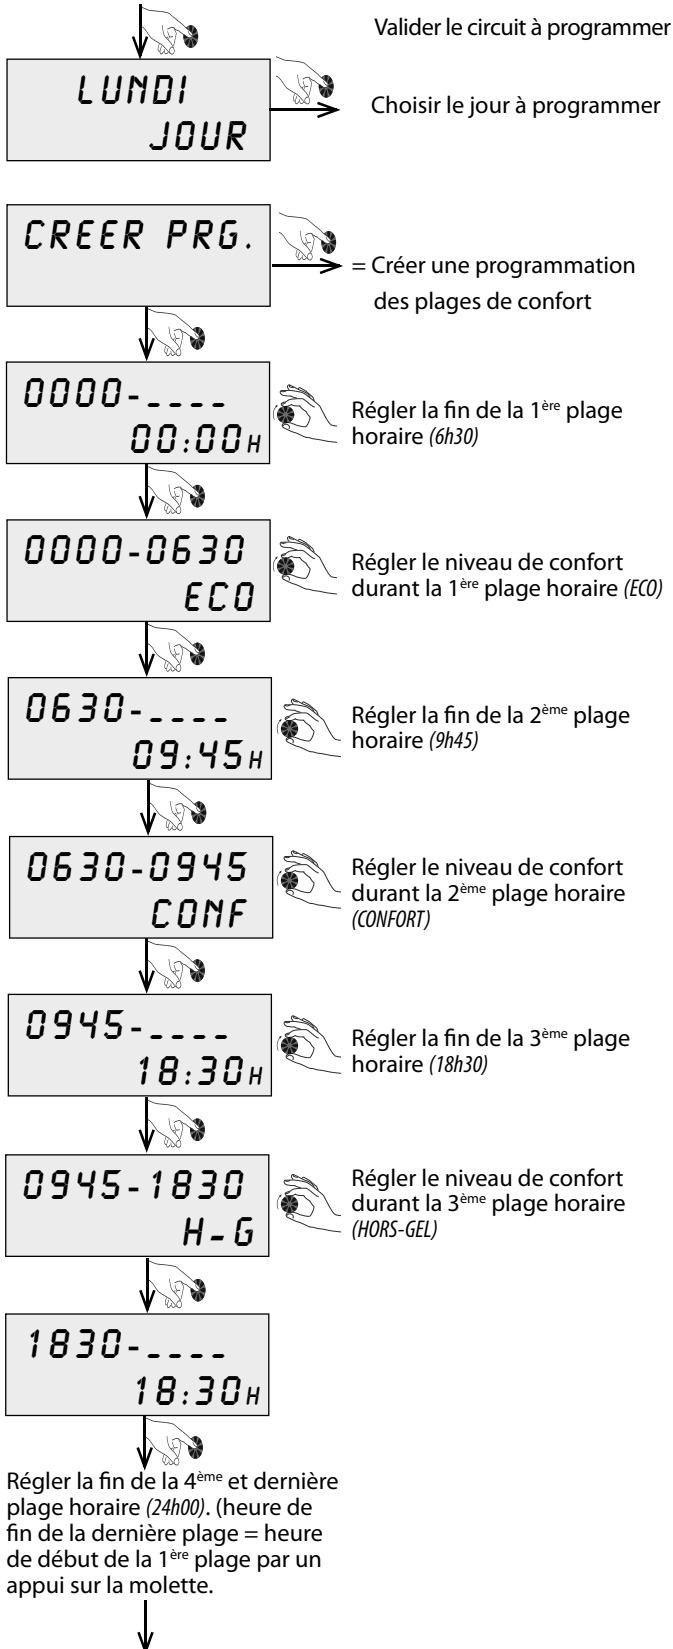 Valider le circuit à programmer
LUNDI
JOUR
Choisir le jour à programmer
CREER PRG.
= Créer une programmation
des plages de confort
0000-____
00:00H
Régler la fin de la 1ère plage
horaire (6h30)
0000-0630
ECO
Régler le niveau de confort
durant la 1ère plage horaire (ECO)
0630-____
09:45H
Régler la fin de la 2ème plage
horaire (9h45)
0630-0945
CONF
Régler le niveau de confort
durant la 2ème plage horaire
(CONFORT)
0945-____
18:30H
Régler la fin de la 3ème plage
horaire (18h30)
0945-1830
H-G
Régler le niveau de confort
durant la 3ème plage horaire
(HORS-GEL)
1830-____
18:30H
Régler la fin de la 4ème et dernière
plage horaire (24h00). (heure de
fin de la dernière plage = heure
de début de la 1ère plage par un
appui sur la molette.